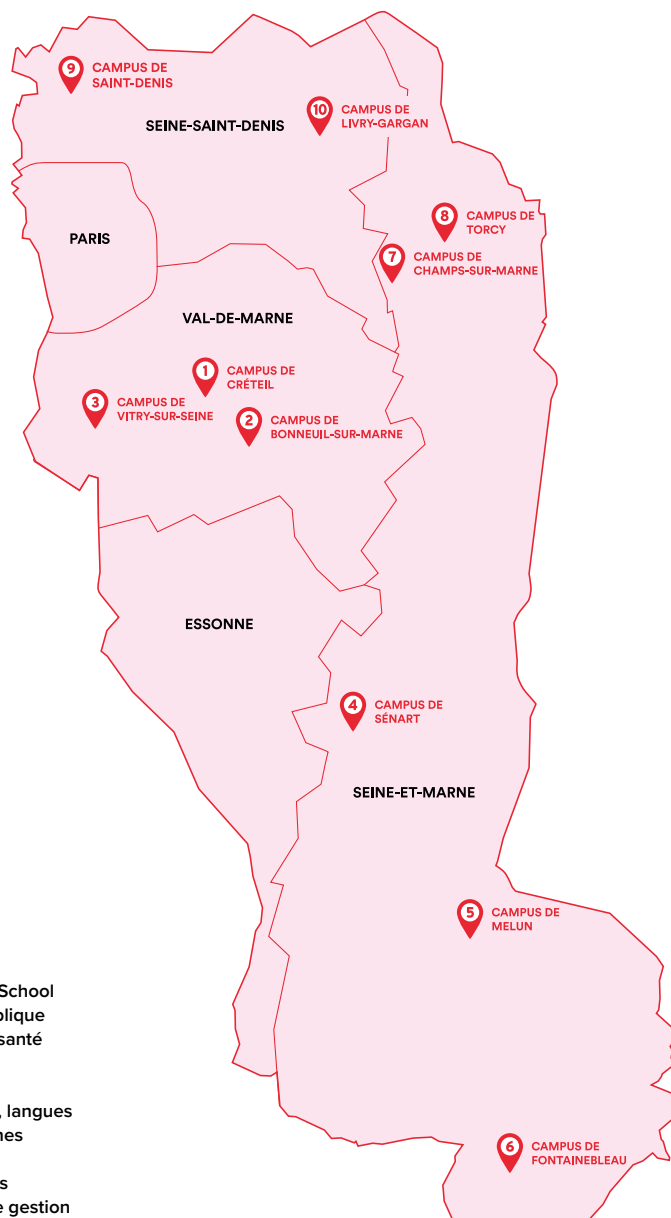 9
CAMPUS DE
SAINT-DENIS
10
CAMPUS DE
LIVRY-GARGAN
SEINE-SAINT-DENIS
8
CAMPUS DE
TORCY
PARIS
7
CAMPUS DE
CHAMPS-SUR-MARNE
VAL-DE-MARNE
1
CAMPUS DE
CRÉTEIL
3
CAMPUS DE
VITRY-SUR-SEINE
2
CAMPUS DE
BONNEUIL-SUR-MARNE
ESSONNE
4
CAMPUS DE
SÉNART
SEINE-ET-MARNE
5
CAMPUS DE
MELUN
School
blique
santé
, langues
nes
s
e gestion
6
CAMPUS DE
FONTAINEBLEAU